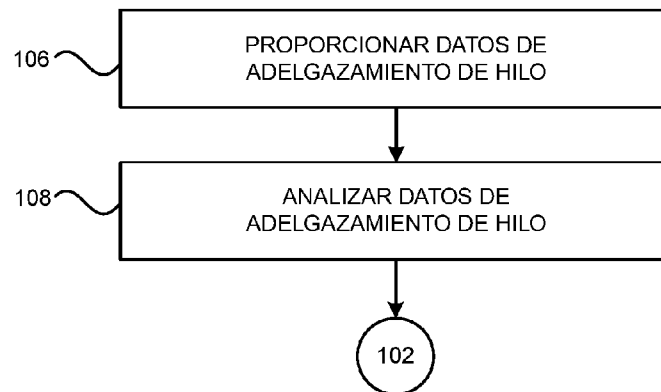 106
PROPORCIONAR DATOS DE
ADELGAZAMIENTO DE HILO
108
ANALIZAR DATOS DE
ADELGAZAMIENTO DE HILO
102